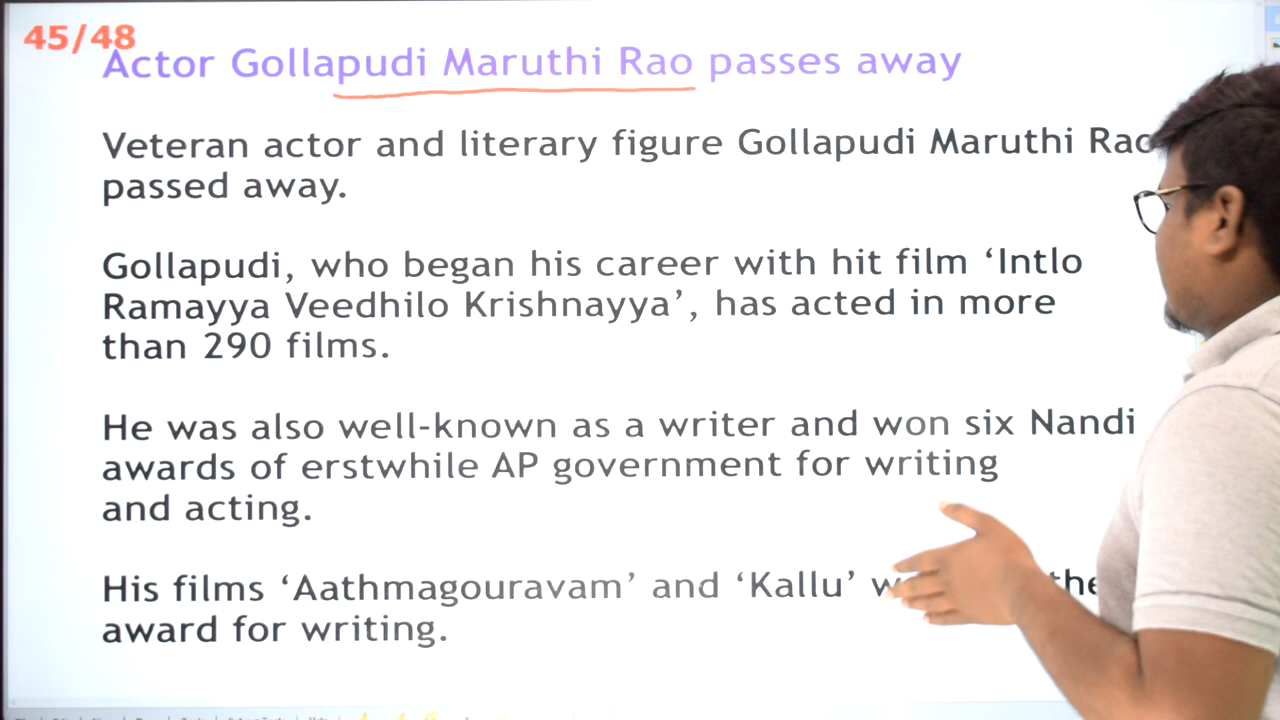 45/48
Actor Gollapudi Maruthi Rao passes away
Veteran actor and literary figure Gollapudi Maruthi Rao
passed away.
Gollapudi, who began his career with hit film ‘Intlo
Ramayya Veedhilo Krishnayya’, has acted in more
than 290 films.
He was also well-known as a writer and won six Nandi
awards of erstwhile AP government for writing
and acting.
His films ‘Aathmagouravam’ and ‘Kallu’ the
award for writing.